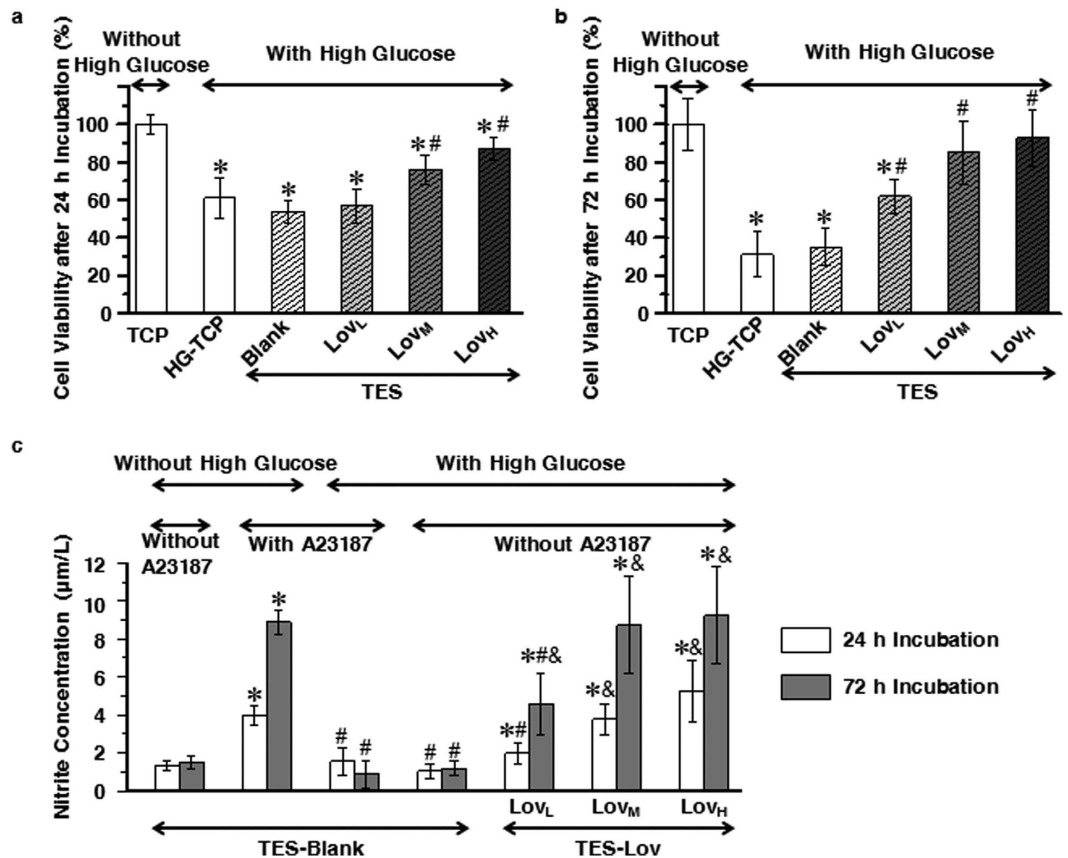 a
Without High Glucose
With High Glucose
Cell Viability after 24 h Incubation (%)
100
80
60
40
20
0
* * * * *# *#
TCP
HG-TCP
Blank
LovL
LovM
LovH
TES
b
Without High Glucose
With High Glucose
Cell Viability after 72 h Incubation (%)
100
80
60
40
20
0
* * *# # #
TCP
HG-TCP
Blank
LovL
LovM
LovH
TES
c
Without High Glucose
With High Glucose
Without A23187
With A23187
Without A23187
Nitrite Concentration (µm/L)
12
10
8
6
4
2
0
* * # # # # *# *#& *& *& *& *&
LovL
LovM
LovH
TES-Blank
TES-Lov
24 h Incubation
72 h Incubation